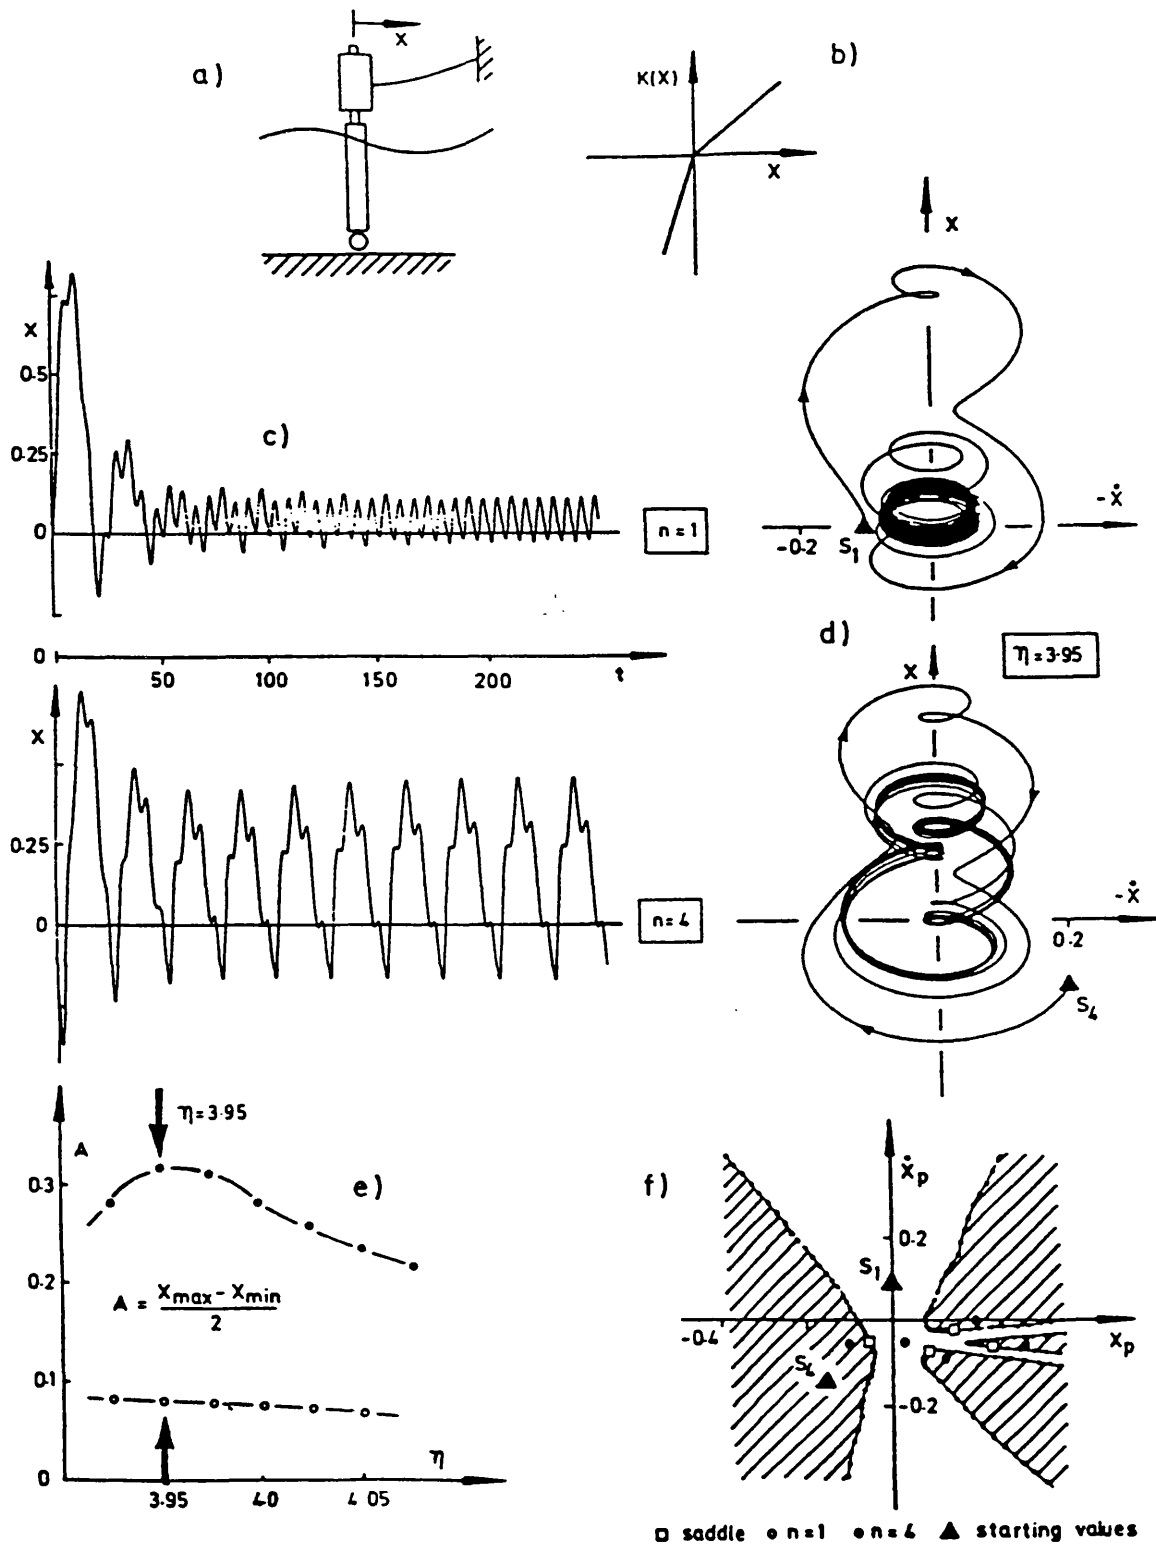 a)
X
b)
K(X)
X
X
X
0.5
0.25
0
c)
n=1
-0.2
S1
-ẋ
d)
η=3.95
0
50
100
150
200
t
X
0.25
0
n=4
X
-ẋ
0.2
S4
η=3.95
A
0.3
e)
0.2
A = Xmax - Xmin
2
0.1
0
η
3.95
4.0
4.05
f)
ẋp
0.2
S1
-0.4
Xp
S4
-0.2
saddle n=1 n=4 starting values